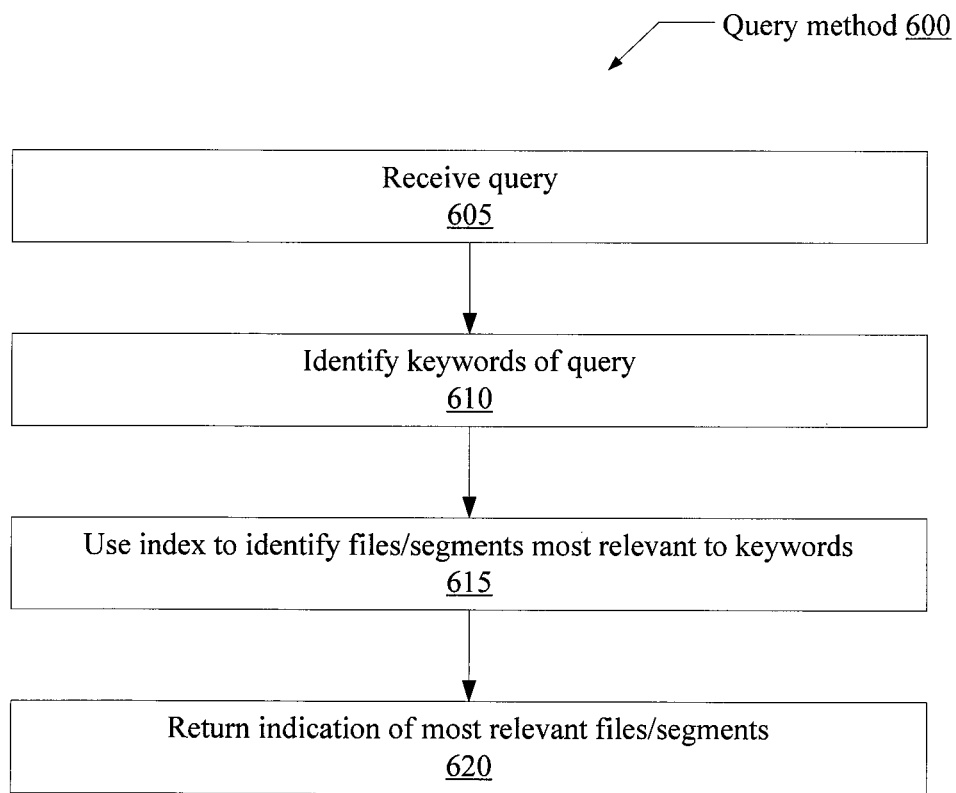 Query method 600
Receive query
605
Identify keywords of query
610
Use index to identify files/segments most relevant to keywords
615
Return indication of most relevant files/segments
620